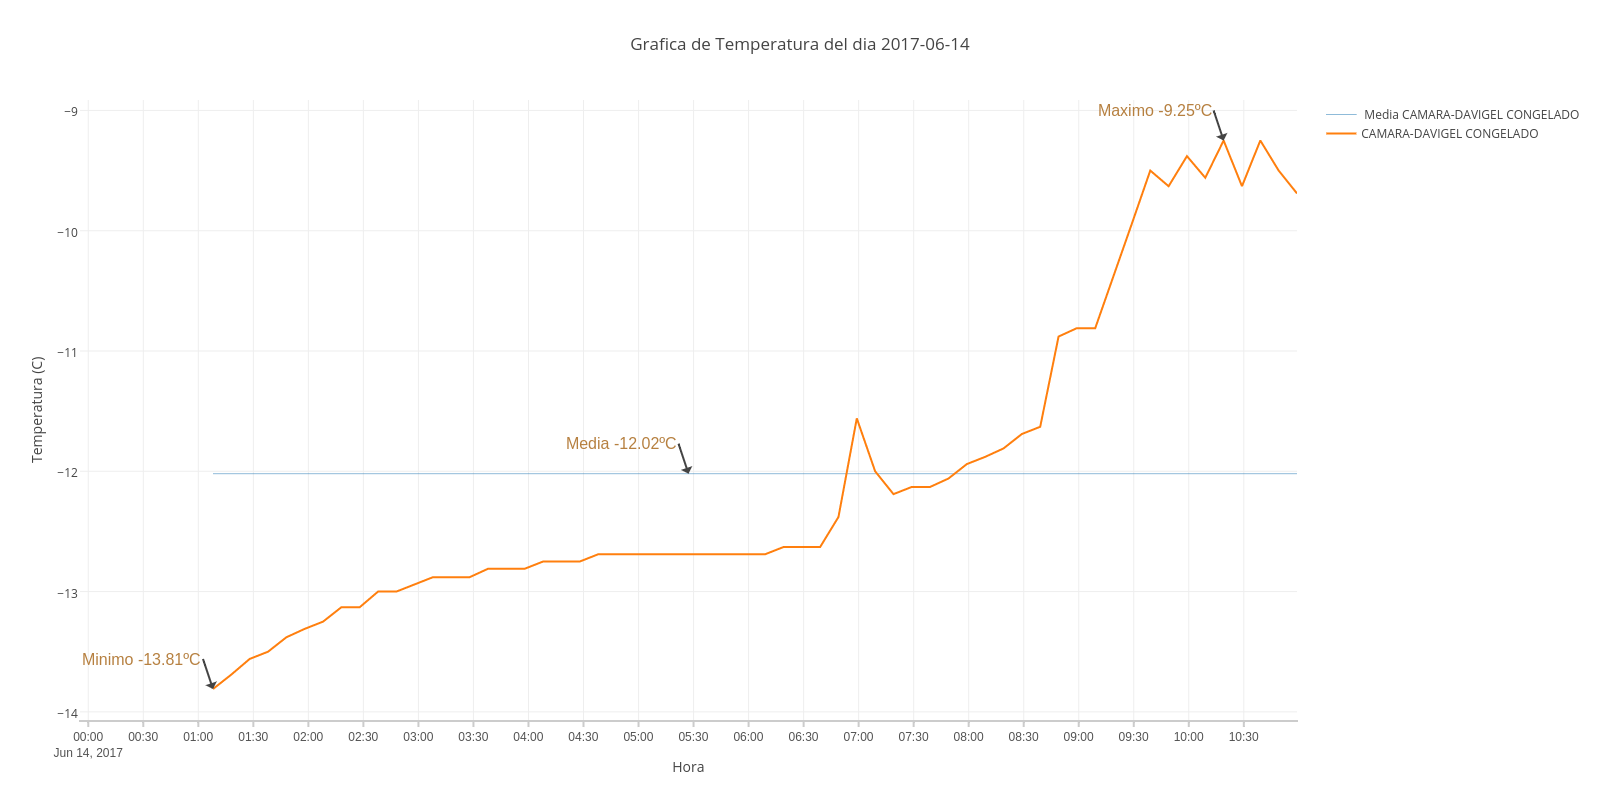 Grafica de Temperatura del dia 2017-06-14
Maximo -9.25ºC
Media CAMARA-DAVIGEL CONGELADO
CAMARA-DAVIGEL CONGELADO
−9
−10
−11
Temperatura (C)
Media -12.02ºC
−12
−13
Minimo -13.81ºC
−14
00:00 00:30 01:00 01:30 02:00 02:30 03:00 03:30 04:00 04:30 05:00 05:30 06:00 06:30 07:00 07:30 08:00 08:30 09:00 09:30 10:00 10:30
Jun 14, 2017
Hora